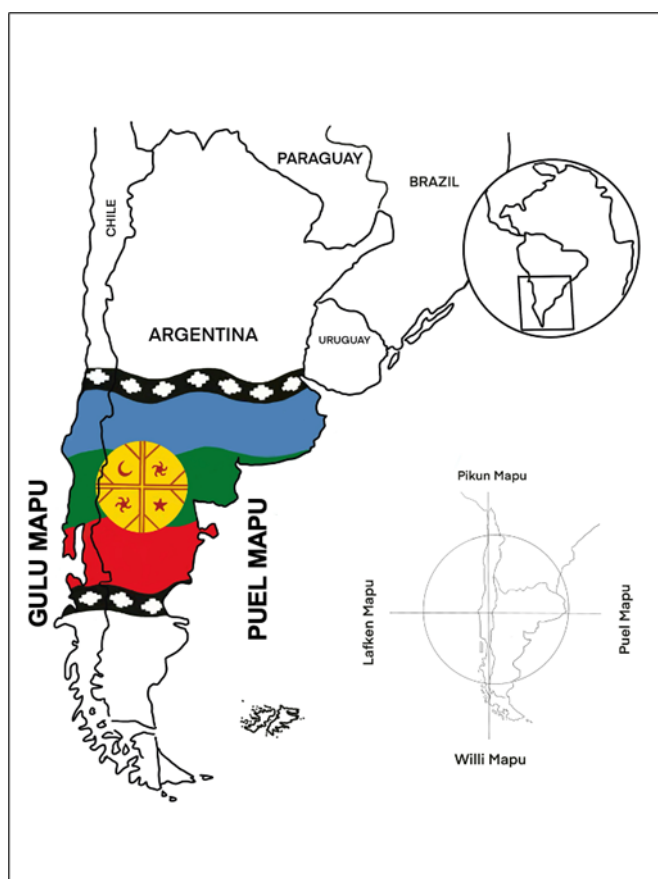 PARAGUAY
BRAZIL
CHILE
ARGENTINA
URUGUAY
GULU MAPU
PUEL MAPU
Pikun Mapu
Lafken Mapu
Puel Mapu
Willi Mapu